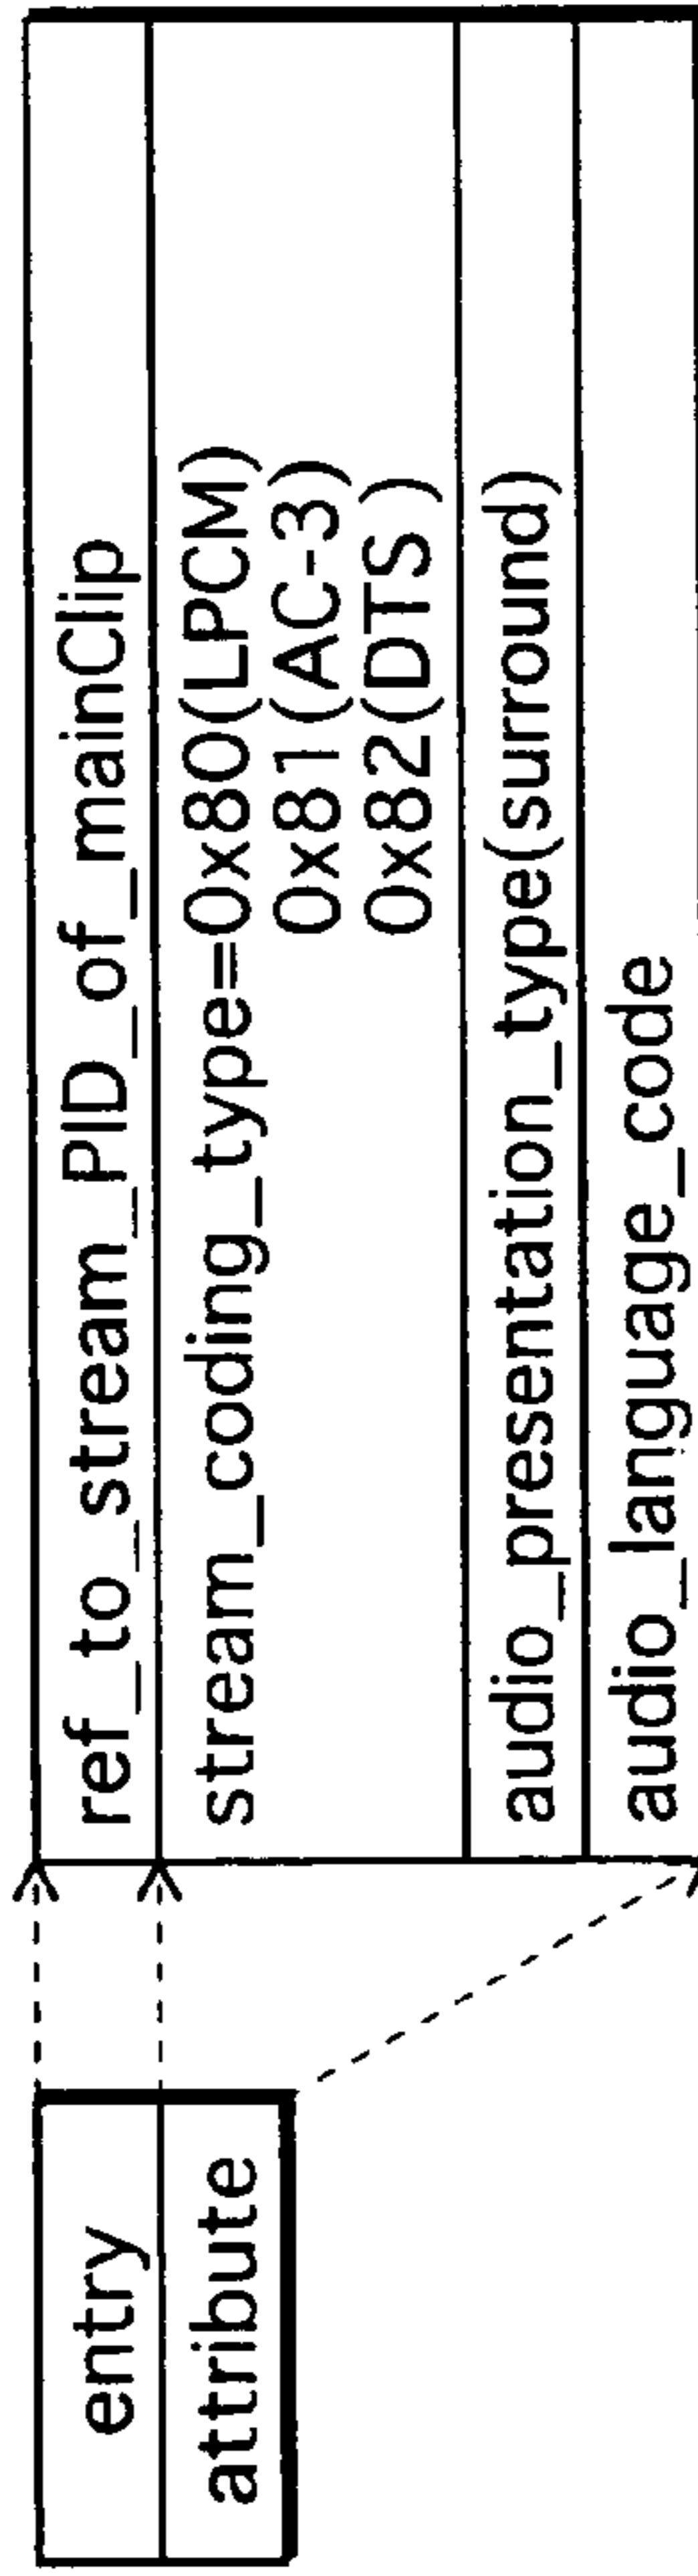 entry
attribute
ref_to_stream_PID_of_mainClip
stream_coding_type=0x80(LPCM)
0x81(AC-3)
0x82(DTS )
audio_presentation_type(surround)
audio_language_code